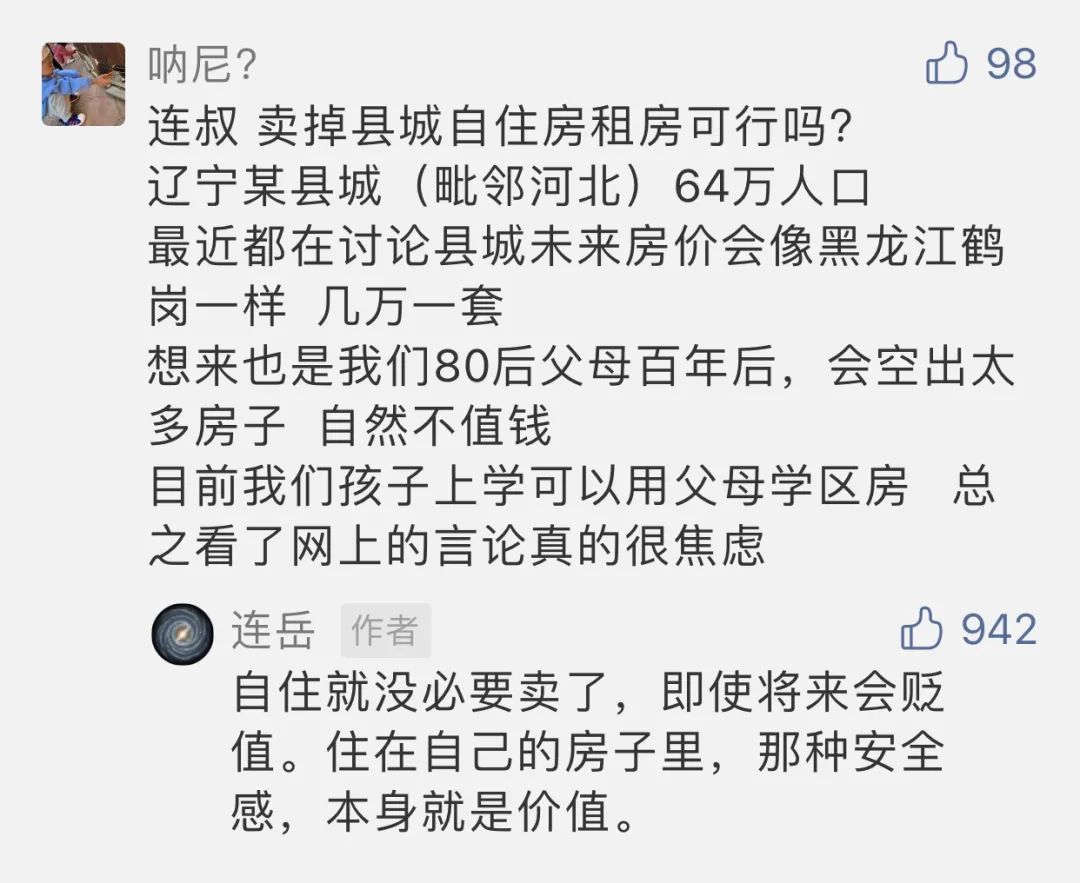 呐尼?
98
连叔 卖掉县城自住房租房可行吗?
辽宁某县城（毗邻河北）64万人口
最近都在讨论县城未来房价会像黑龙江鹤
岗一样 几万一套
想来也是我们80后父母百年后，会空出太
多房子 自然不值钱
目前我们孩子上学可以用父母学区房 总
之看了网上的言论真的很焦虑
连岳 作者
942
自住就没必要卖了，即使将来会贬
值。住在自己的房子里，那种安全
感，本身就是价值。